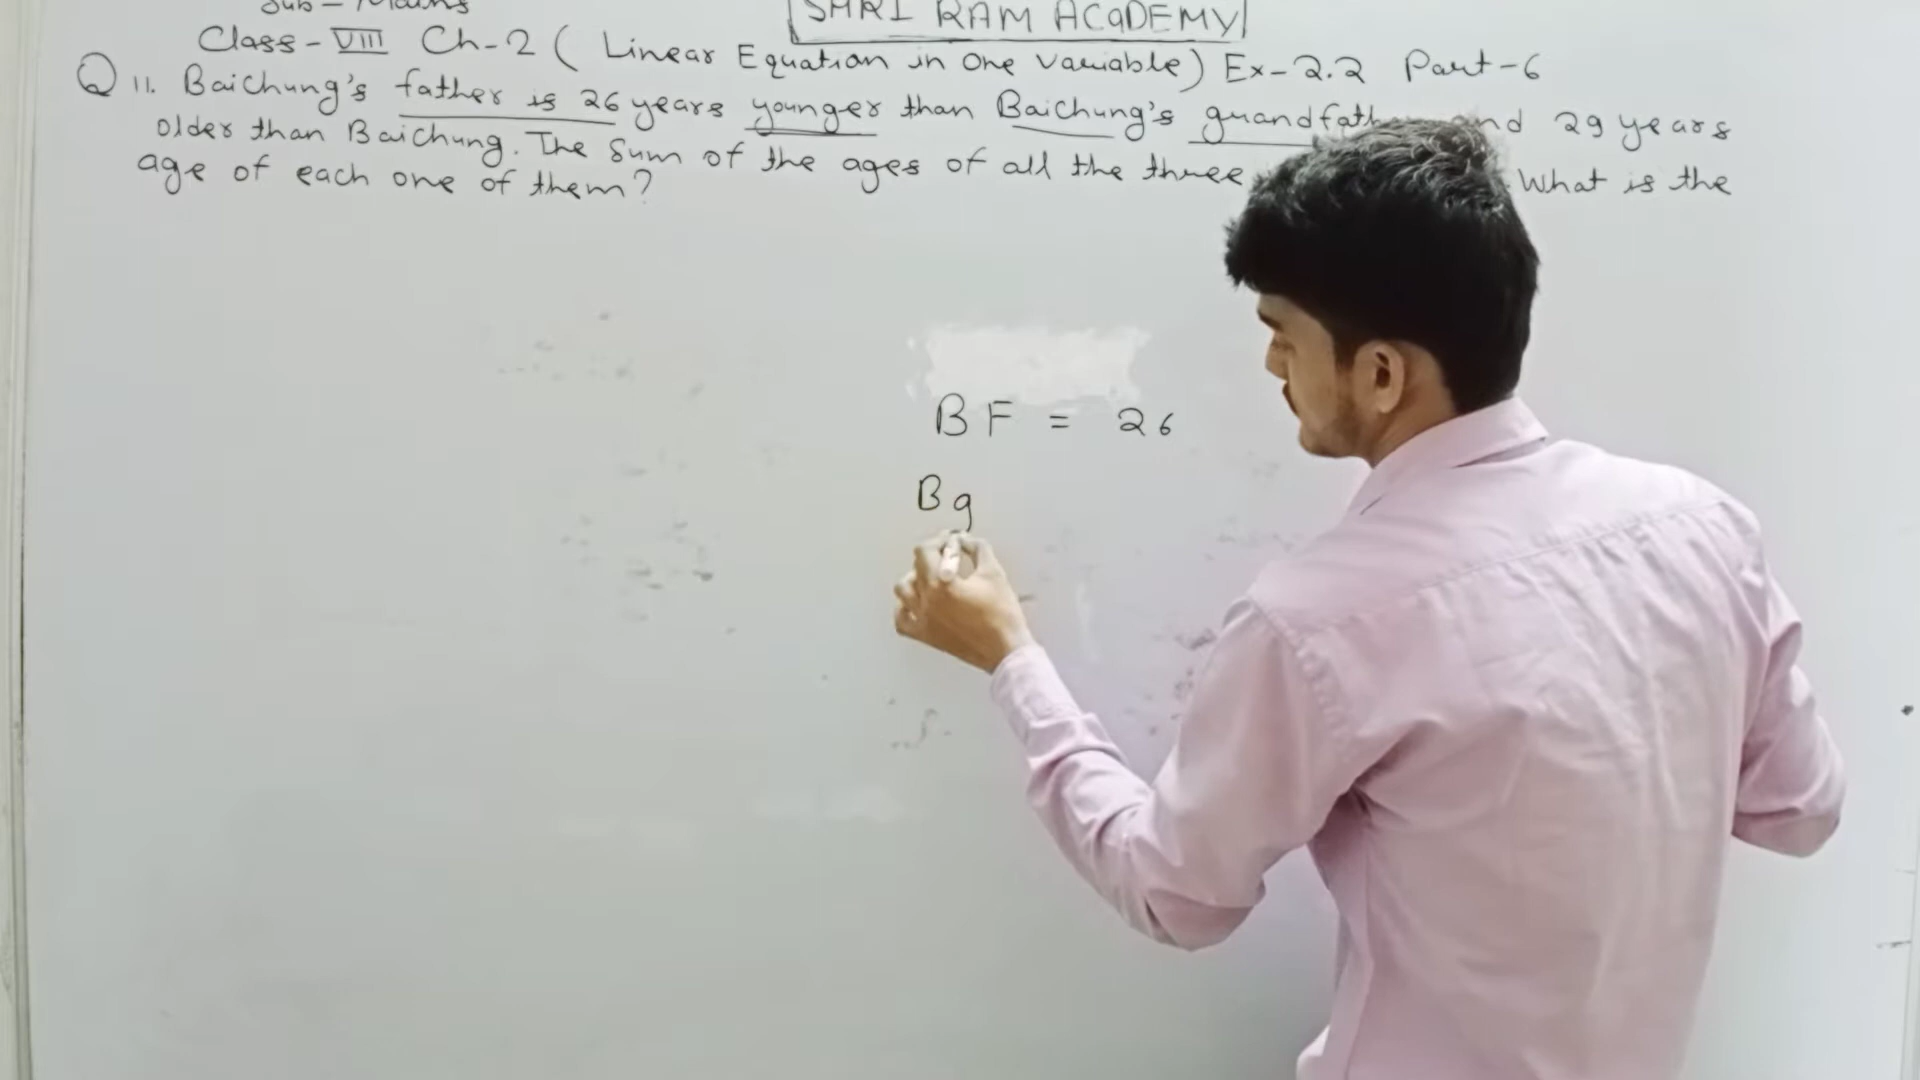 Sub - Maths
SHRI RAM ACADEMY
Class - VIII Ch-2 ( Linear Equation in One Variable) Ex-2.2 Part-6
Q 11. BaiChung's father is 26 years younger than BaiChung's and 29 years
older than BaiChung. The Sum of the ages of all the three What is the
age of each one of them?
BF = 26
Bg